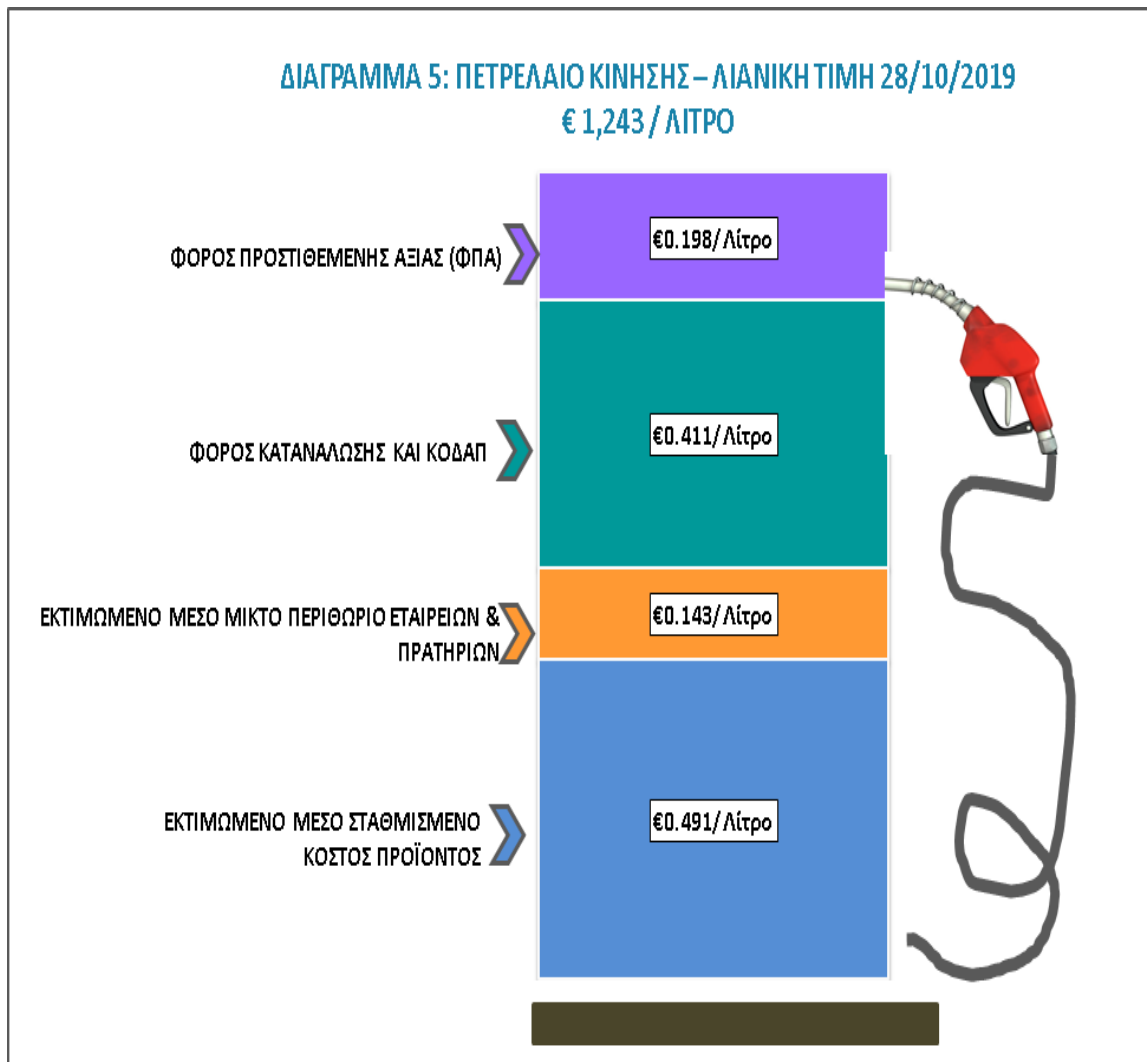 ΔΙΑΓΡΑΜΜΑ 5: ΠΕΤΡΕΛΑΙΟ ΚΙΝΗΣΗΣ – ΛΙΑΝΙΚΗ ΤΙΜΗ 28/10/2019
€ 1,243 / ΛΙΤΡΟ
ΦΟΡΟΣ ΠΡΟΣΤΙΘΕΜΕΝΗΣ ΑΞΙΑΣ (ΦΠΑ)
€0.198/ Λίτρο
ΦΟΡΟΣ ΚΑΤΑΝΑΛΩΣΗΣ ΚΑΙ ΚΟΔΑΠ
€0.411/ Λίτρο
ΕΚΤΙΜΩΜΕΝΟ ΜΕΣΟ ΜΙΚΤΟ ΠΕΡΙΘΩΡΙΟ ΕΤΑΙΡΕΙΩΝ &
ΠΡΑΤΗΡΙΩΝ
€0.143/ Λίτρο
ΕΚΤΙΜΩΜΕΝΟ ΜΕΣΟ ΣΤΑΘΜΙΣΜΕΝΟ
ΚΟΣΤΟΣ ΠΡΟΪΟΝΤΟΣ
€0.491/ Λίτρο